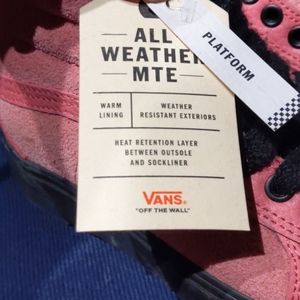 ALL
WEATHER
MTE
PLATFORM
WARM
LINING
WEATHER
RESISTANT EXTERIORS
HEAT RETENTION LAYER
BETWEEN OUTSOLE
AND SOCKLINER
VANS
"OFF THE WALL"